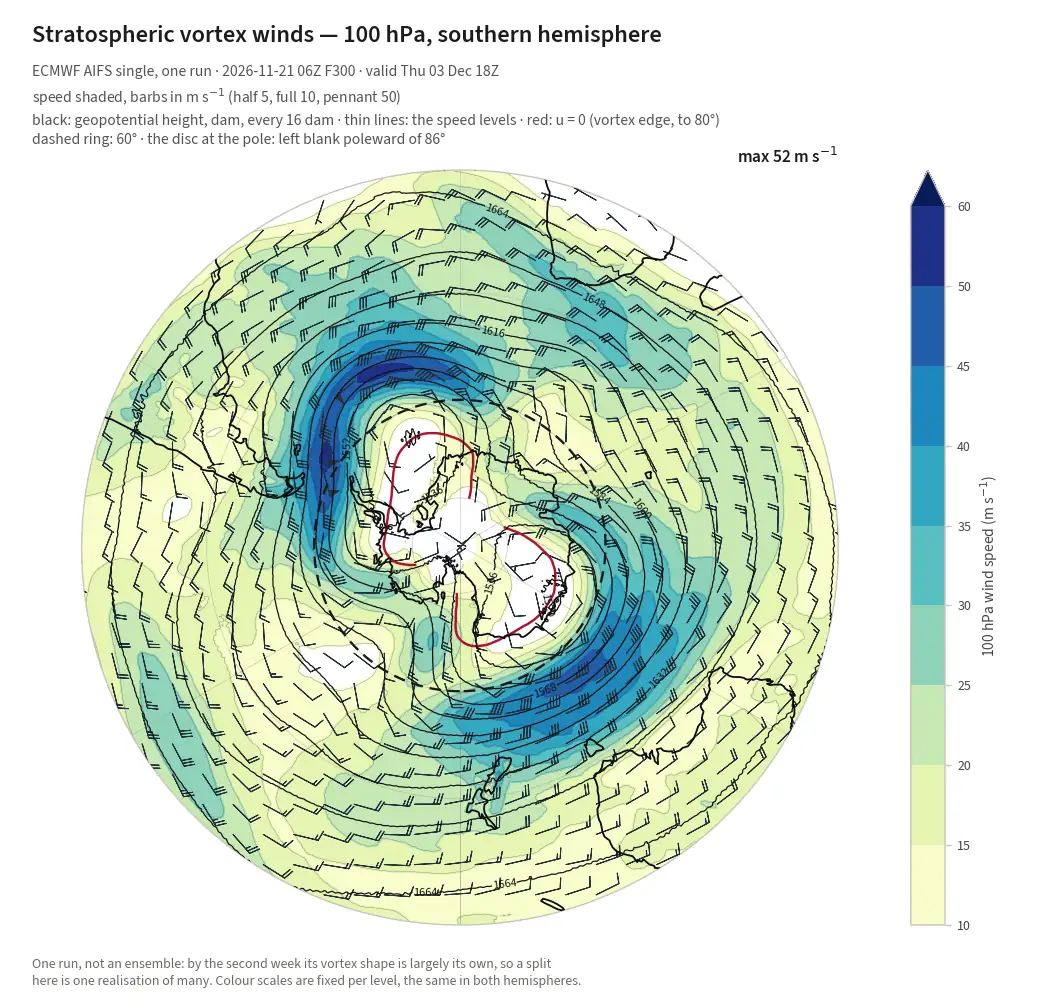 Stratospheric vortex winds — 100 hPa, southern hemisphere
ECMWF AIFS single, one run · 2026-11-21 06Z F300 · valid Thu 03 Dec 18Z
speed shaded, barbs in m s⁻¹ (half 5, full 10, pennant 50)
black: geopotential height, dam, every 16 dam · thin lines: the speed levels · red: u = 0 (vortex edge, to 80°)
dashed ring: 60° · the disc at the pole: left blank poleward of 86°
max 52 m s⁻¹
1664
1648
1616
1552
1600
1568
1632
1664
1664
60
50
45
40
35
30
25
20
15
10
100 hPa wind speed (m s⁻¹)
One run, not an ensemble: by the second week its vortex shape is largely its own, so a split
here is one realisation of many. Colour scales are fixed per level, the same in both hemispheres.